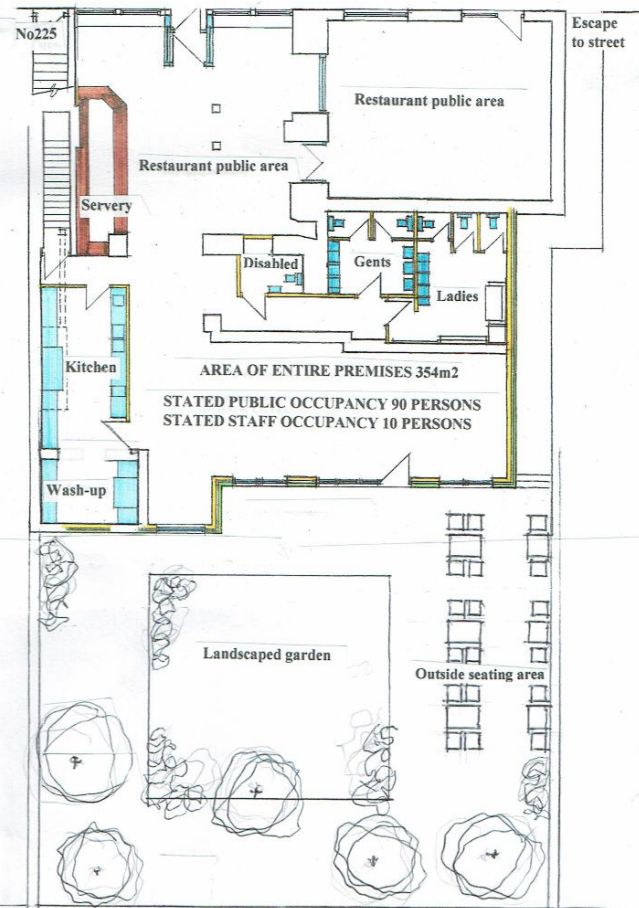 No225
Escape
to street
Restaurant public area
Restaurant public area
Servery
Disabled
Gents
Ladies
Kitchen
AREA OF ENTIRE PREMISES 354m2
STATED PUBLIC OCCUPANCY 90 PERSONS
STATED STAFF OCCUPANCY 10 PERSONS
Wash-up
Landscaped garden
Outside seating area